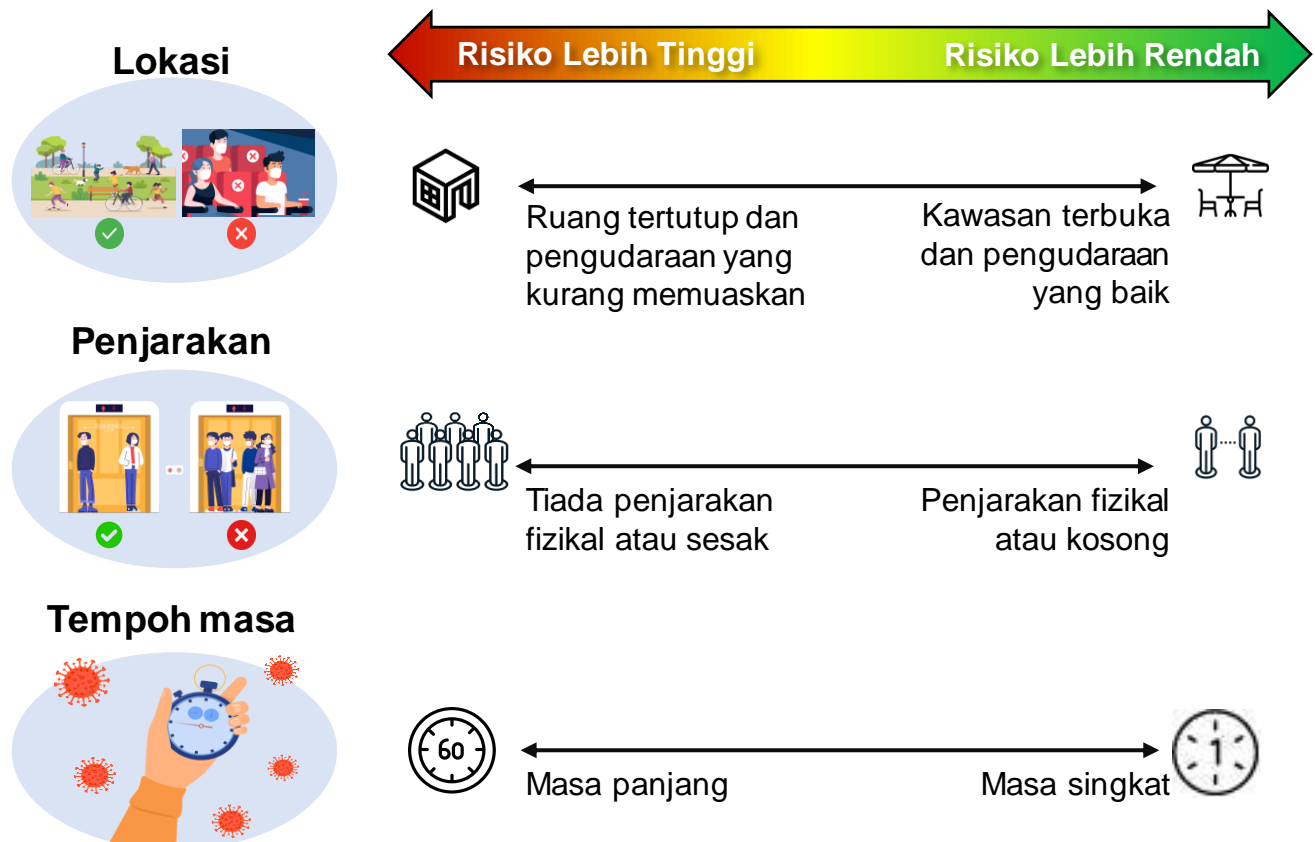 Risiko Lebih Tinggi
Risiko Lebih Rendah
Lokasi
Ruang tertutup dan
pengudaraan yang
kurang memuaskan
Kawasan terbuka
dan pengudaraan
yang baik
Penjarakan
Tiada penjarakan
fizikal atau sesak
Penjarakan fizikal
atau kosong
Tempoh masa
60
Masa panjang
Masa singkat
1